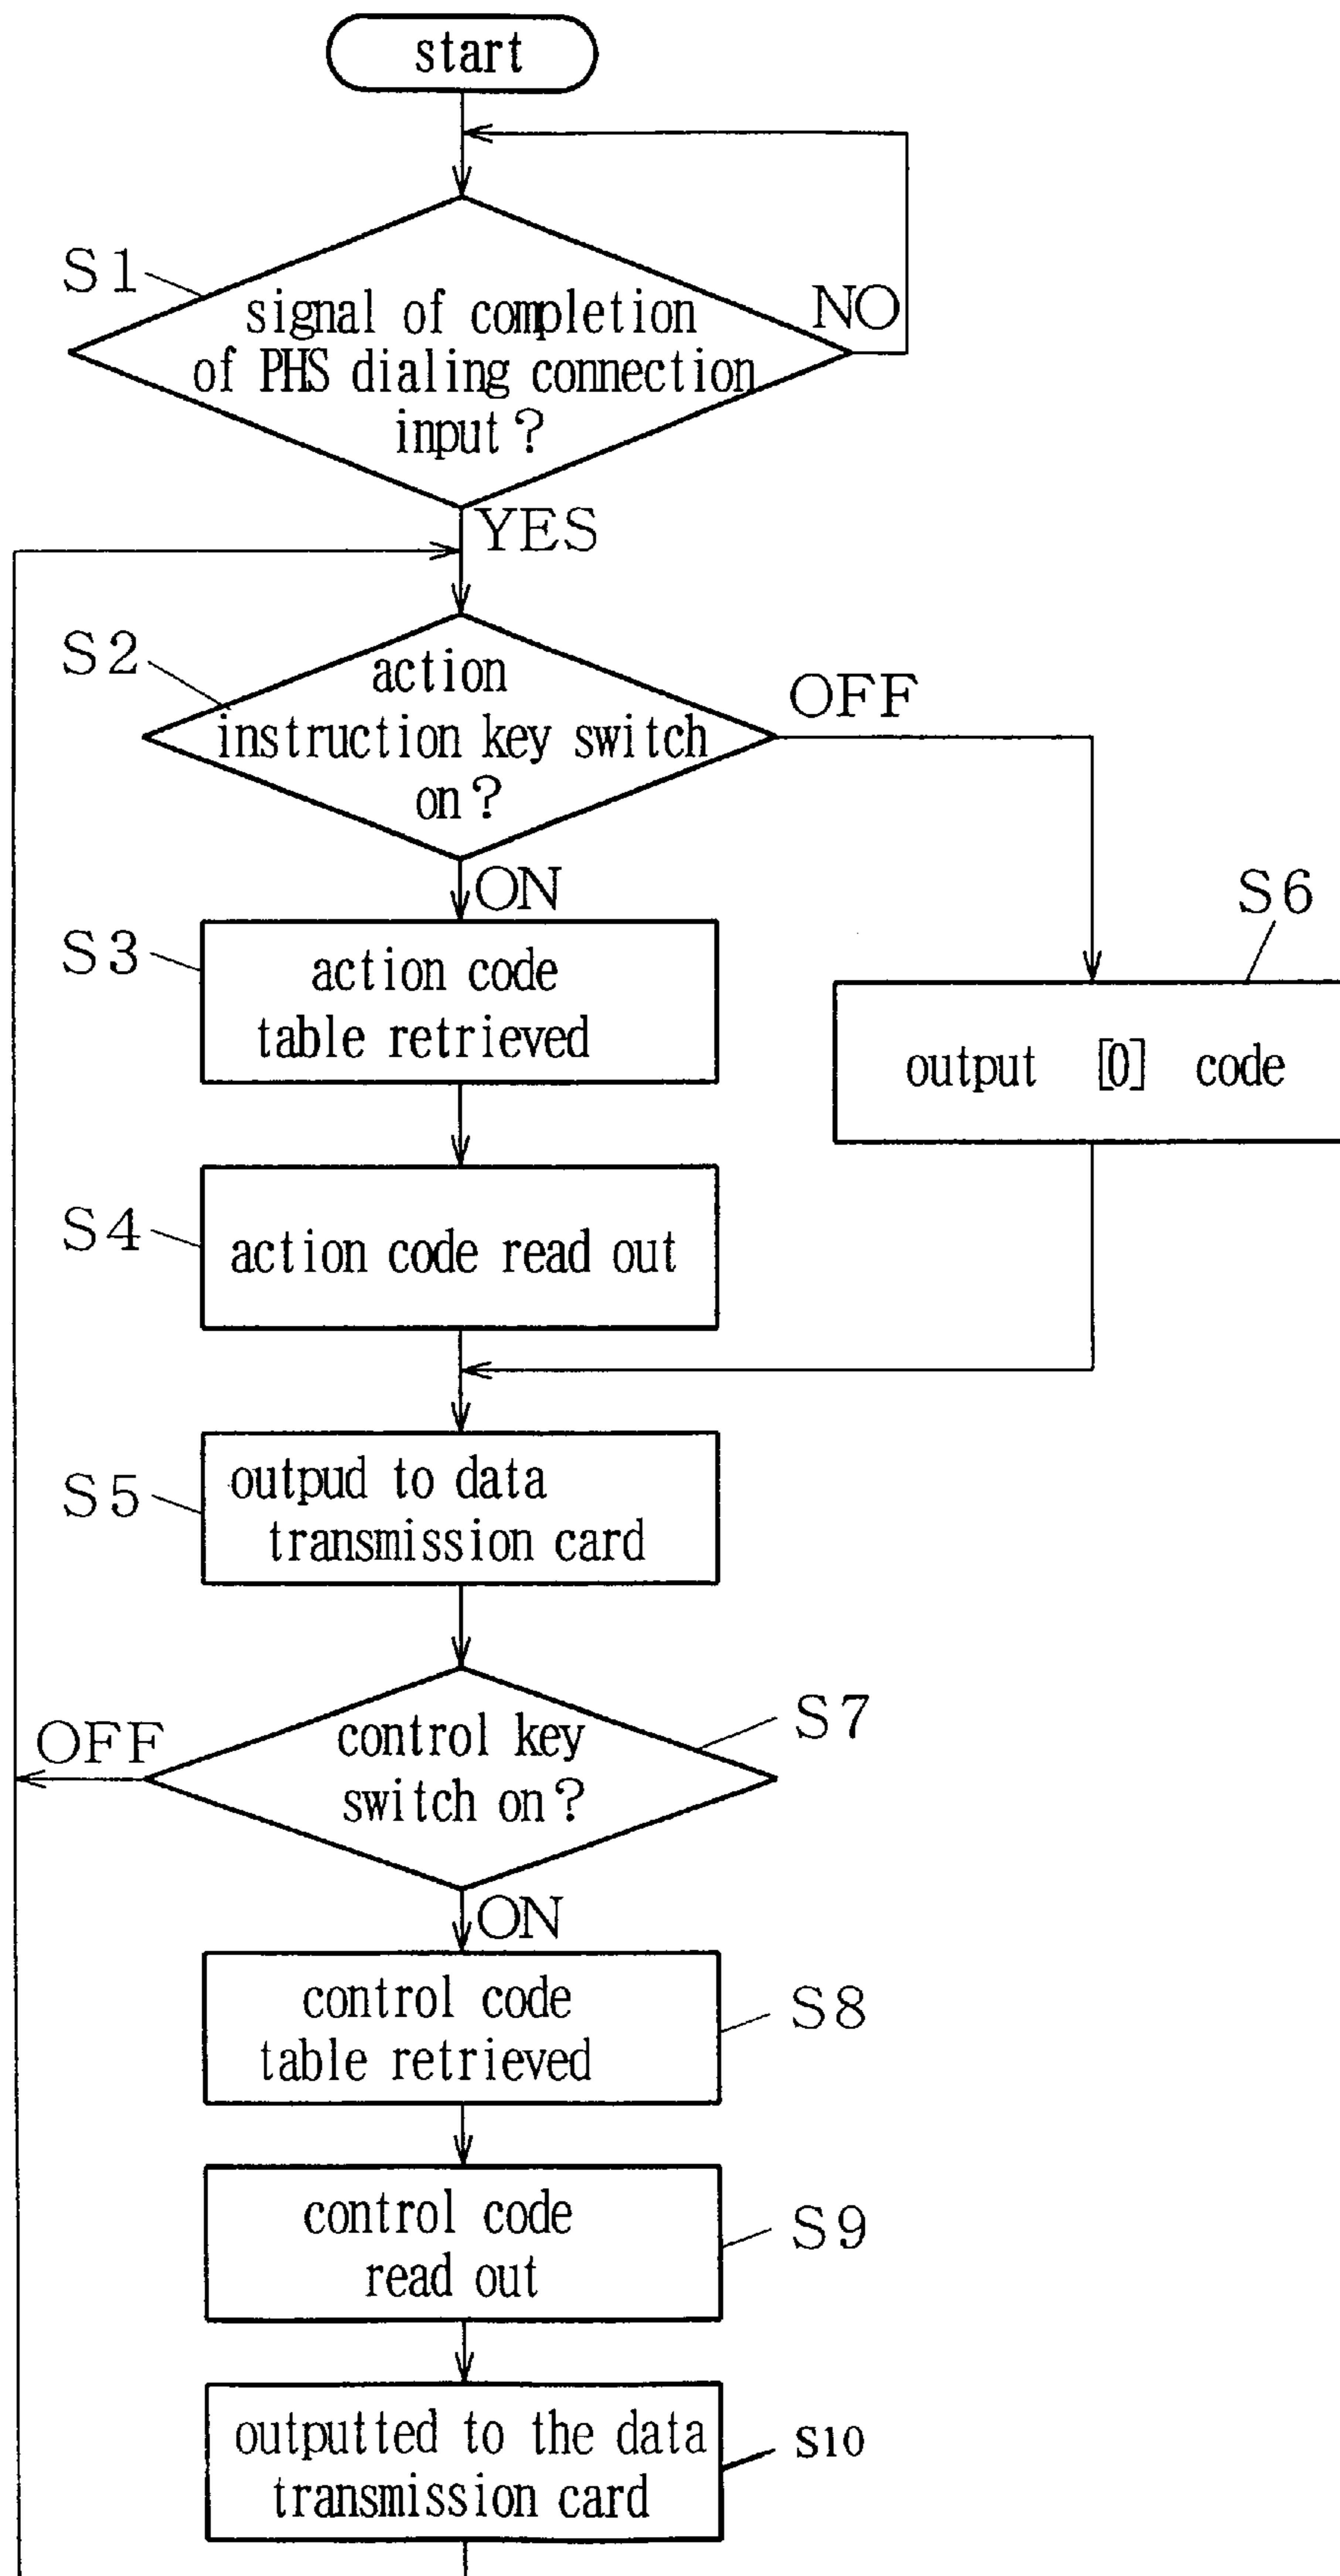 start
S1
signal of completion
of PHS dialing connection
input?
NO
YES
S2
action
instruction key switch
on?
OFF
ON
S3
action code
table retrieved
S6
output [0] code
S4
action code read out
S5
outpud to data
transmission card
S7
control key
switch on?
OFF
ON
control code
table retrieved
S8
control code
read out
S9
outputted to the data
transmission card
S10